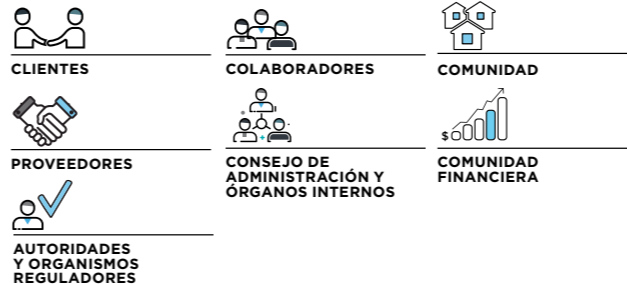 CLIENTES
COLABORADORES
COMUNIDAD
$
PROVEEDORES
CONSEJO DE
ADMINISTRACIÓN Y
ÓRGANOS INTERNOS
COMUNIDAD
FINANCIERA
AUTORIDADES
Y ORGANISMOS
REGULADORES